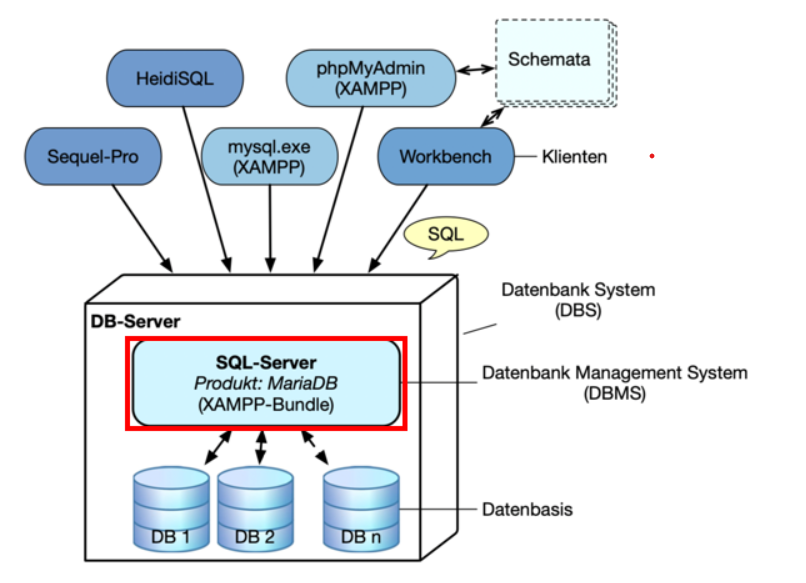 Schemata
phpMyAdmin
(XAMPP)
HeidiSQL
mysql.exe
(XAMPP)
Sequel-Pro
Workbench
Klienten
SQL
Datenbank System
(DBS)
DB-Server
SQL-Server
Produkt: MariaDB
(XAMPP-Bundle)
Datenbank Management System
(DBMS)
DB 1
DB 2
DB n
Datenbasis